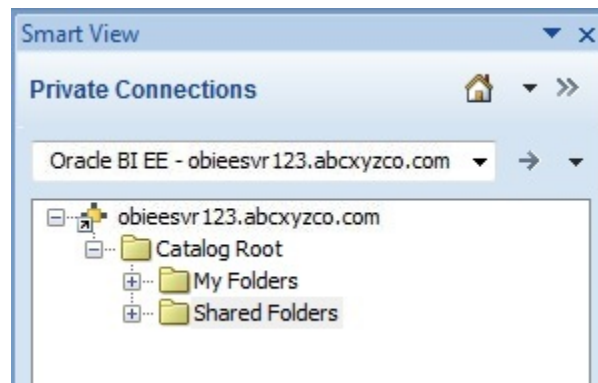 Smart View
Private Connections
Oracle BI EE - obieesvr123.abcxyzco.com
obieesvr123.abcxyzco.com
Catalog Root
My Folders
Shared Folders